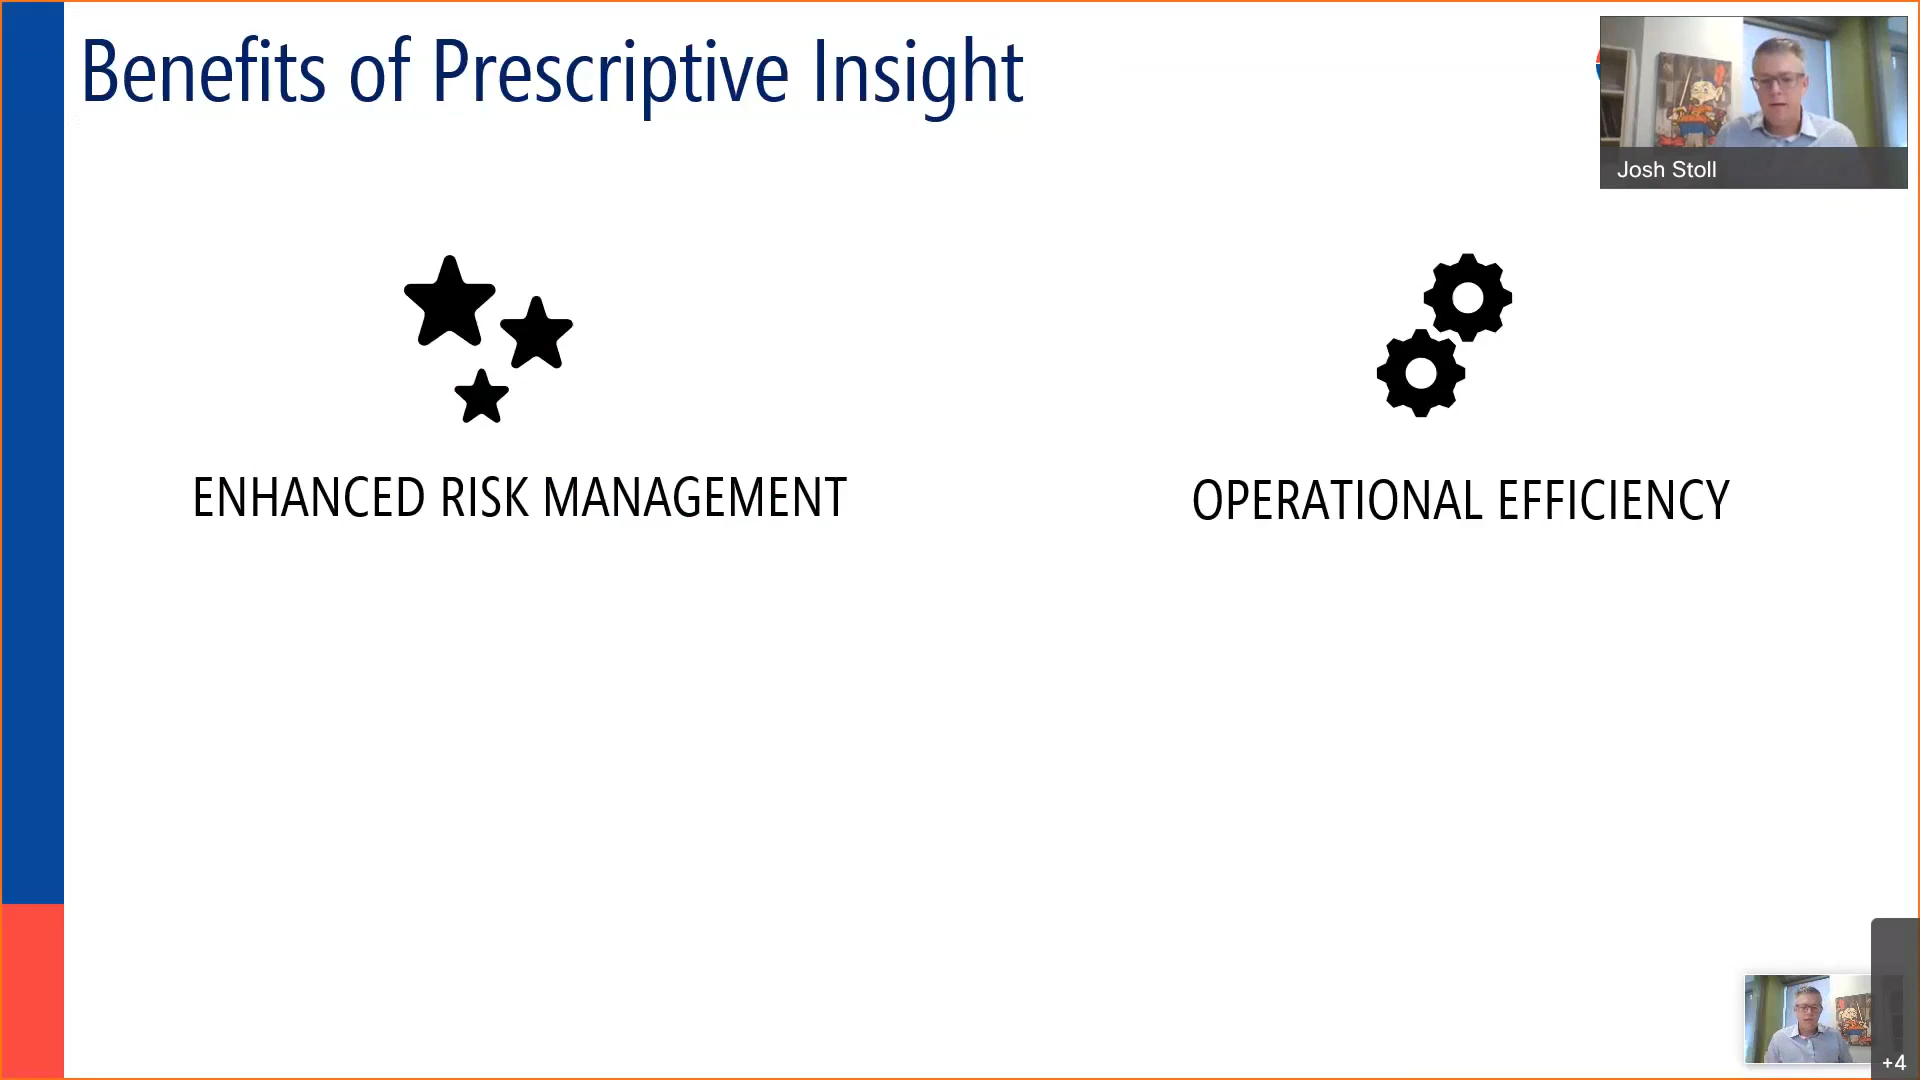 Benefits of Prescriptive Insight
Josh Stoll
ENHANCED RISK MANAGEMENT
OPERATIONAL EFFICIENCY
+4